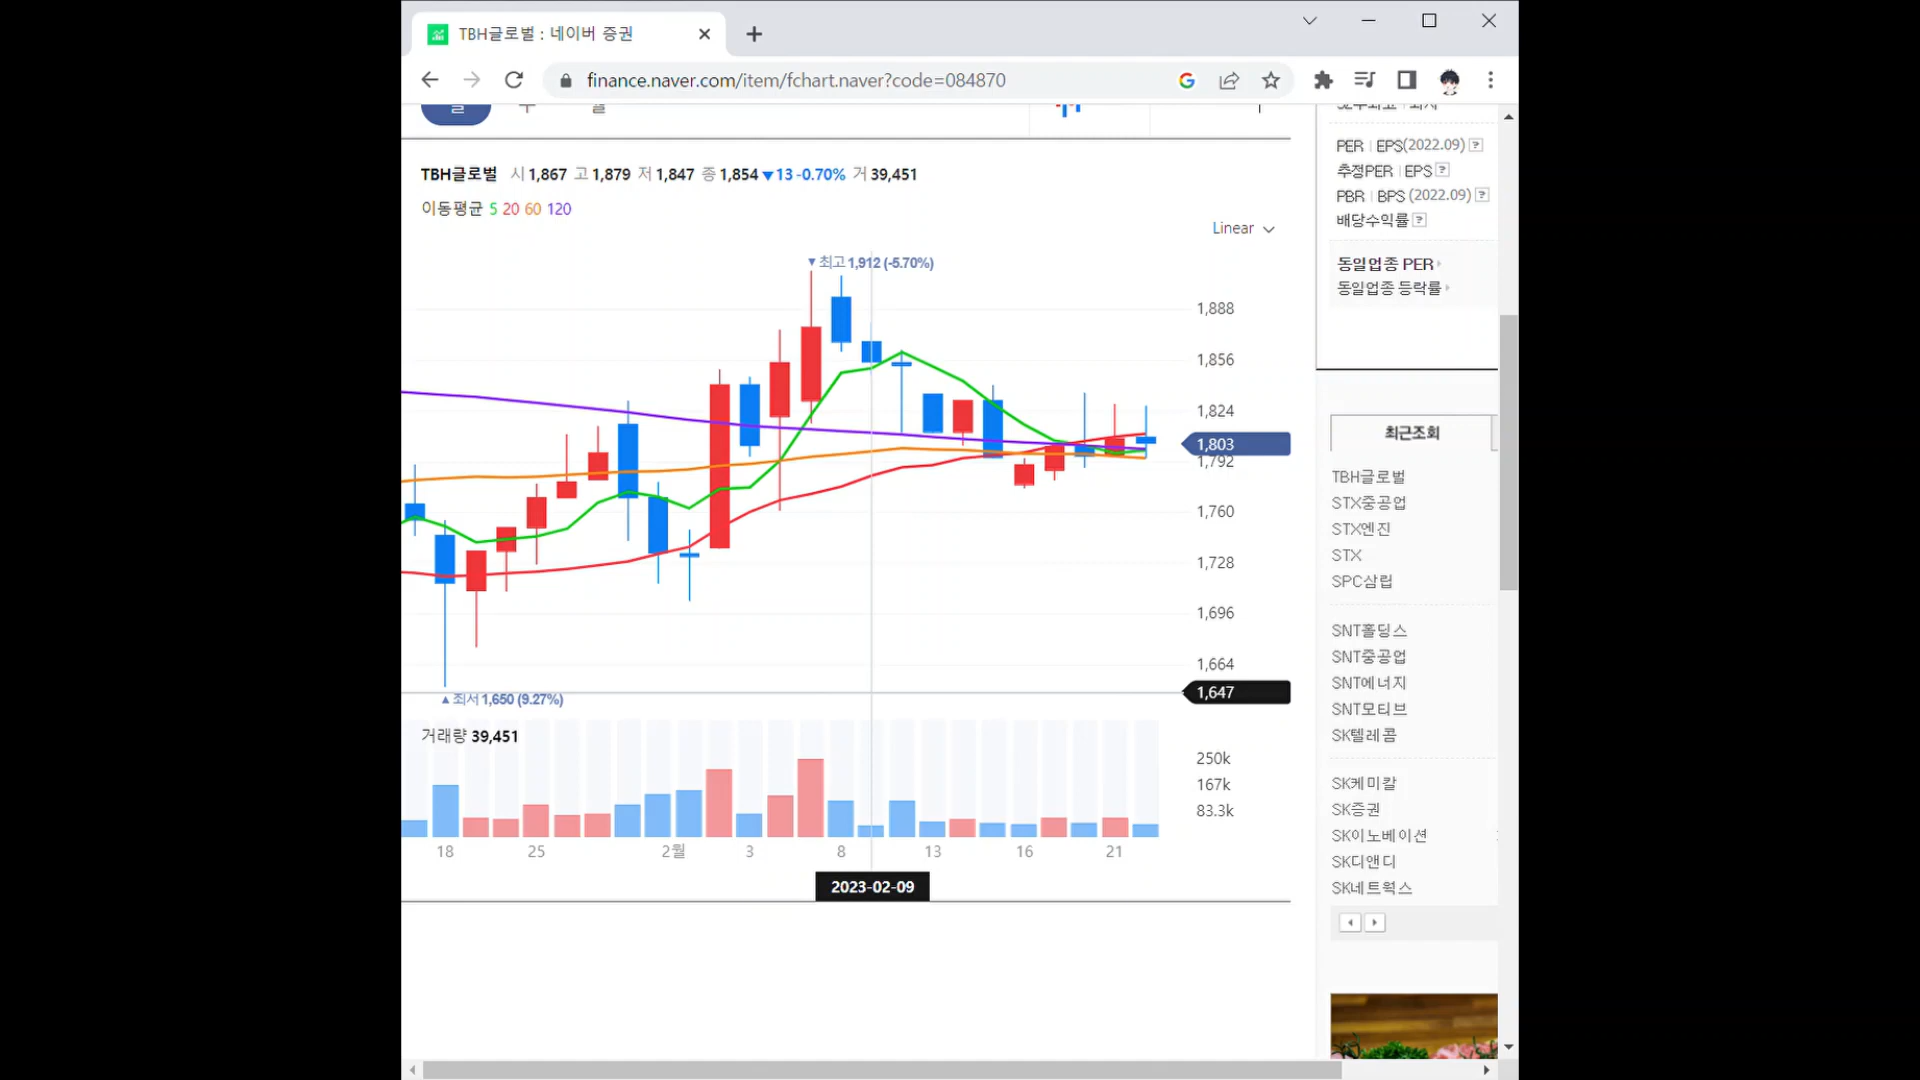 TBH글로벌 : 네이버 증권
finance.naver.com/item/fchart.naver?code=084870
TBH글로벌 시 1,867 고 1,879 저 1,847 종 1,854 ▼13 -0.70% 거 39,451
이동평균 5 20 60 120
Linear
▼최고 1,912 (-5.70%)
1,888
1,856
1,824
1,803
1,792
1,760
1,728
1,696
1,664
1,647
▲최저 1,650 (9.27%)
거래량 39,451
250k
167k
83.3k
18 25 2월 3 8 13 16 21
2023-02-09
PER | EPS(2022.09) ?
추정PER | EPS ?
PBR | BPS (2022.09) ?
배당수익률 ?
동일업종 PER
동일업종 등락률
최근조회
TBH글로벌
STX중공업
STX엔진
STX
SPC삼립
SNT홀딩스
SNT중공업
SNT에너지
SNT모티브
SK텔레콤
SK케미칼
SK증권
SK이노베이션
SK디앤디
SK네트웍스